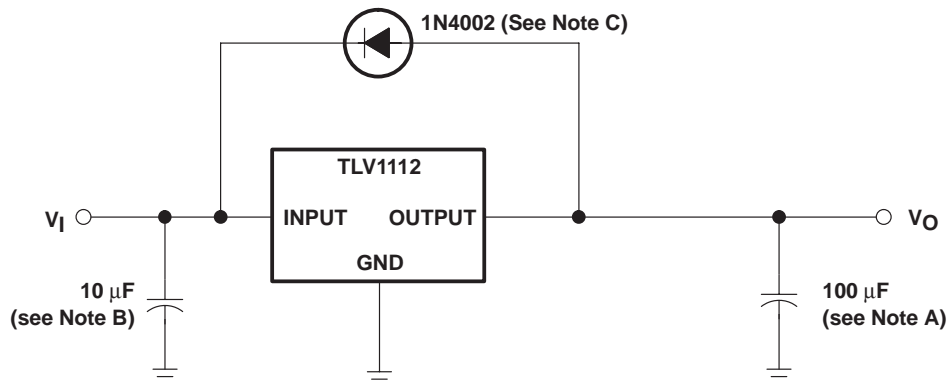 1N4002 (See Note C)
TLV1112
VI
INPUT
OUTPUT
VO
GND
10 μF
(see Note B)
100 μF
(see Note A)